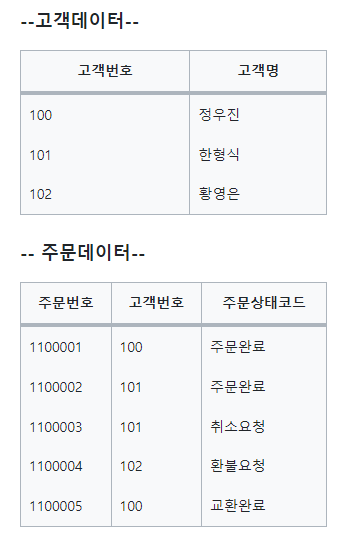 --고객데이터--
고객번호 고객명
100 정우진
101 한형식
102 황영은
-- 주문데이터--
주문번호 고객번호 주문상태코드
1100001 100 주문완료
1100002 101 주문완료
1100003 101 취소요청
1100004 102 환불요청
1100005 100 교환완료